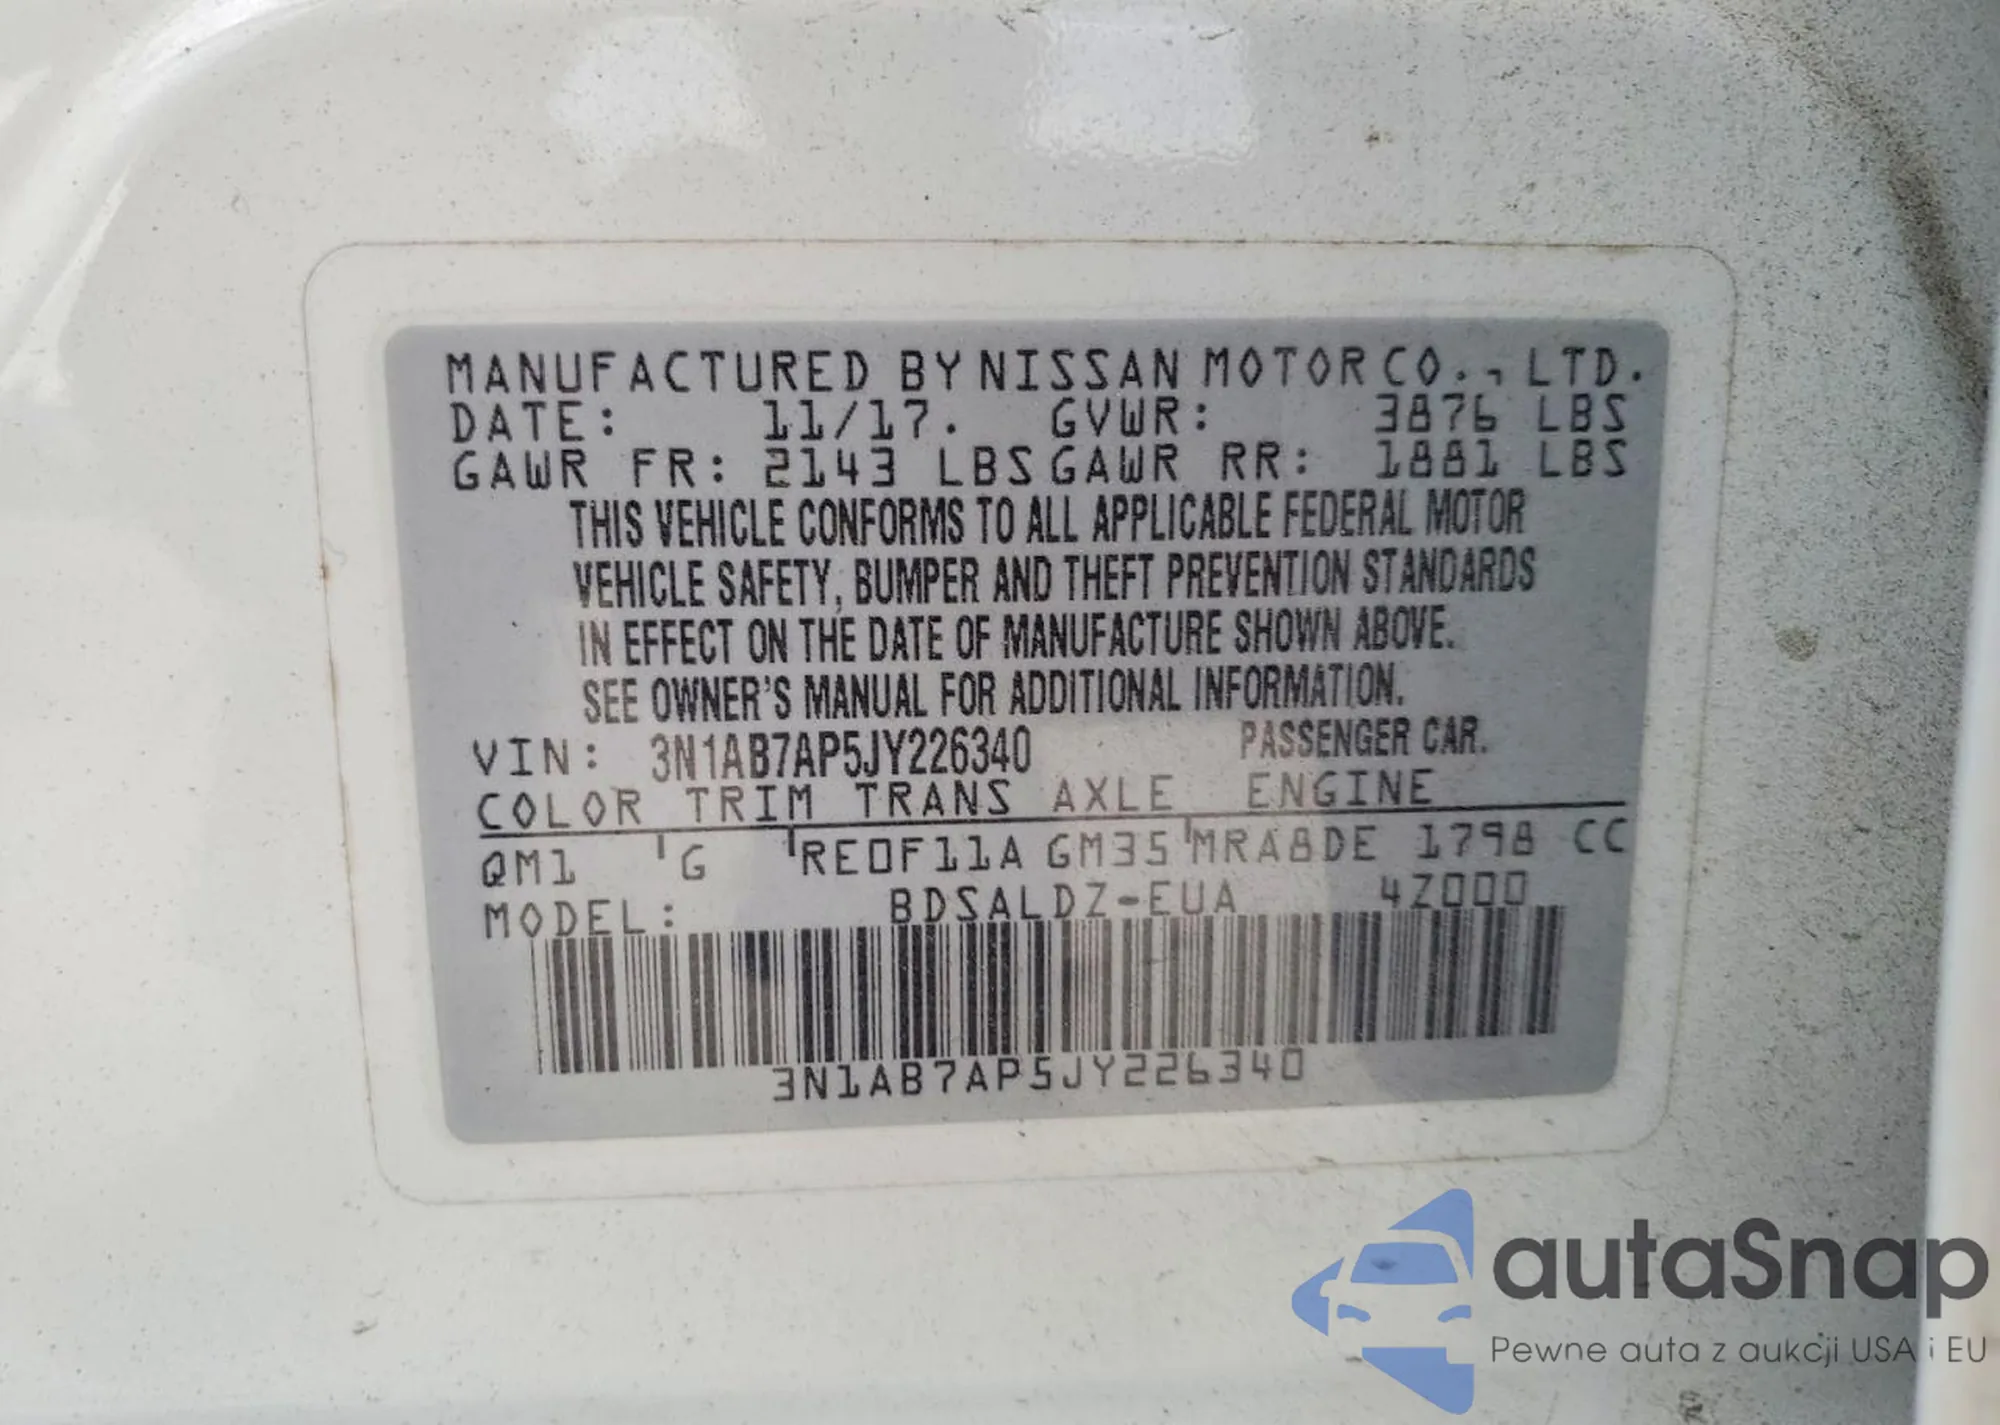 MANUFACTURED BY NISSAN MOTOR CO., LTD.
DATE: 11/17. GVWR: 3876 LBS
GAWR FR: 2143 LBS GAWR RR: 1881 LBS
THIS VEHICLE CONFORMS TO ALL APPLICABLE FEDERAL MOTOR
VEHICLE SAFETY, BUMPER AND THEFT PREVENTION STANDARDS
IN EFFECT ON THE DATE OF MANUFACTURE SHOWN ABOVE.
SEE OWNER'S MANUAL FOR ADDITIONAL INFORMATION.
VIN: 3N1AB7AP5JY226340 PASSENGER CAR.
COLOR TRIM TRANS AXLE ENGINE
QM1 G RE0F11A GM35 MRA8DE 1798 CC
MODEL: BDSALDZ-EUA 4Z000
3N1AB7AP5JY226340
autaSnap
Pewne auta z aukcji USA i EU